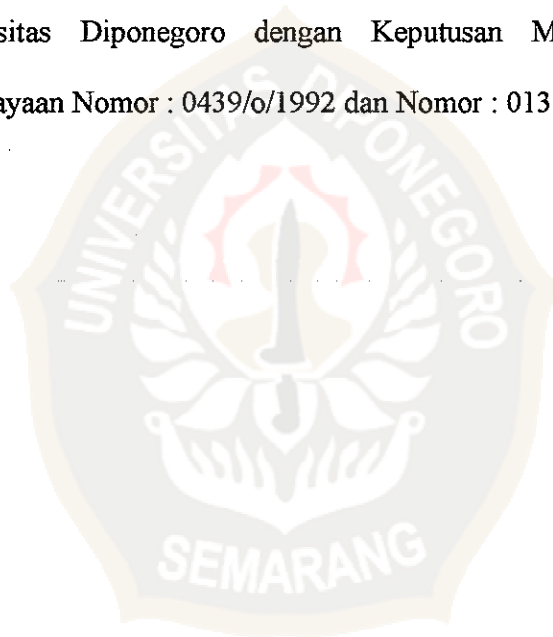 sitas Diponegoro dengan Keputusan M
ayaan Nomor : 0439/o/1992 dan Nomor : 013
UNIVERSITAS DIPONEGORO
SEMARANG